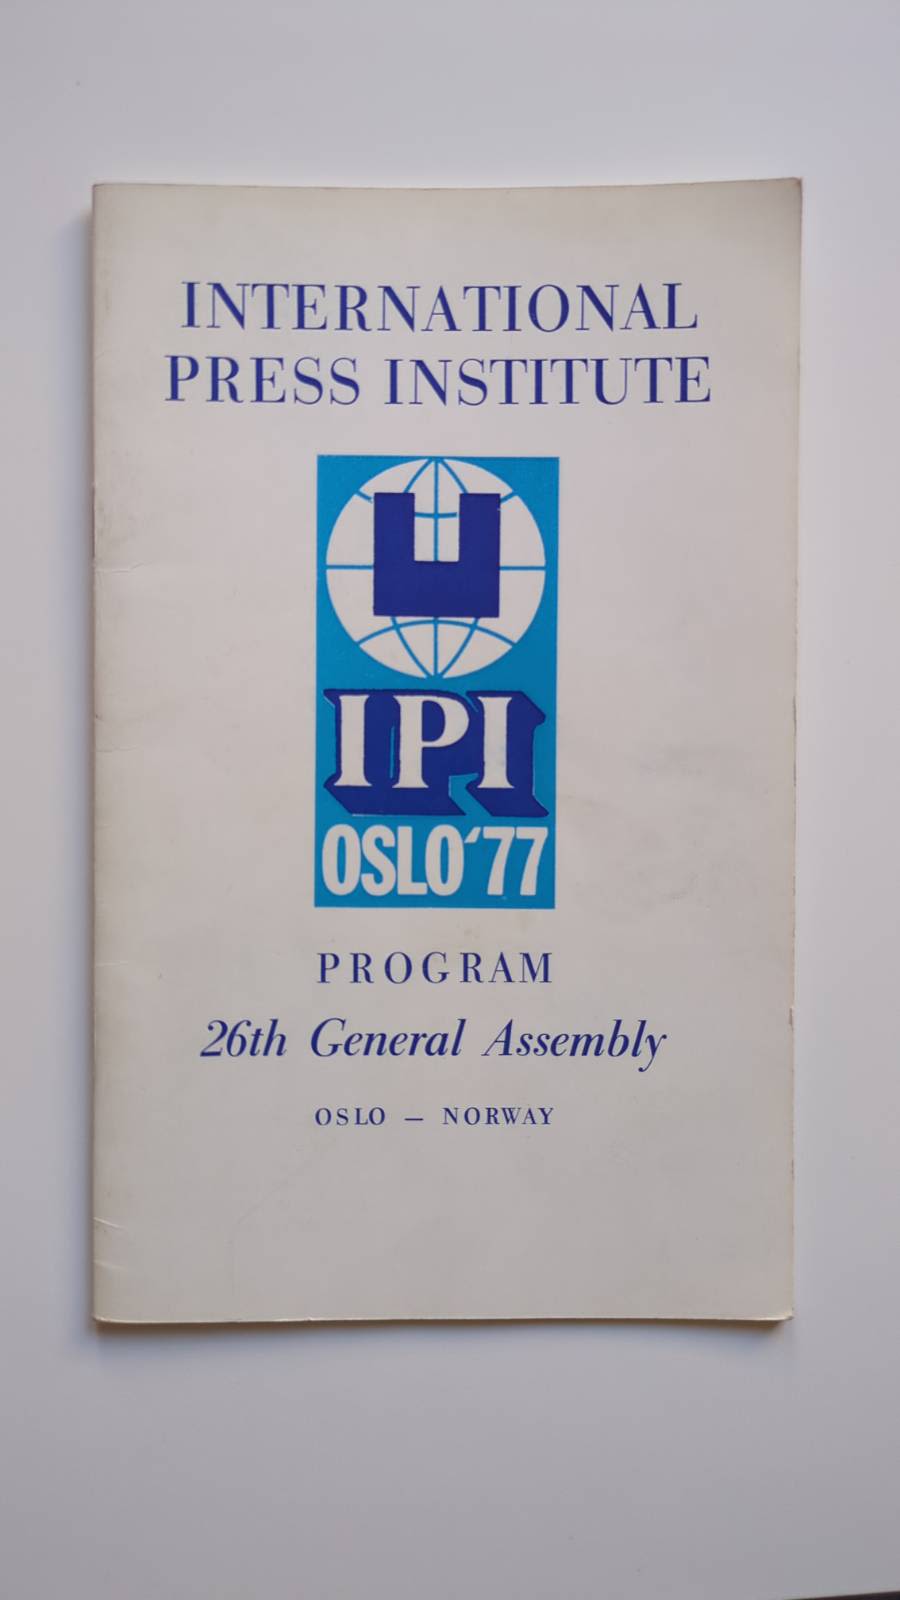 INTERNATIONAL
PRESS INSTITUTE
IPI
OSLO'77
PROGRAM
26th General Assembly
OSLO — NORWAY